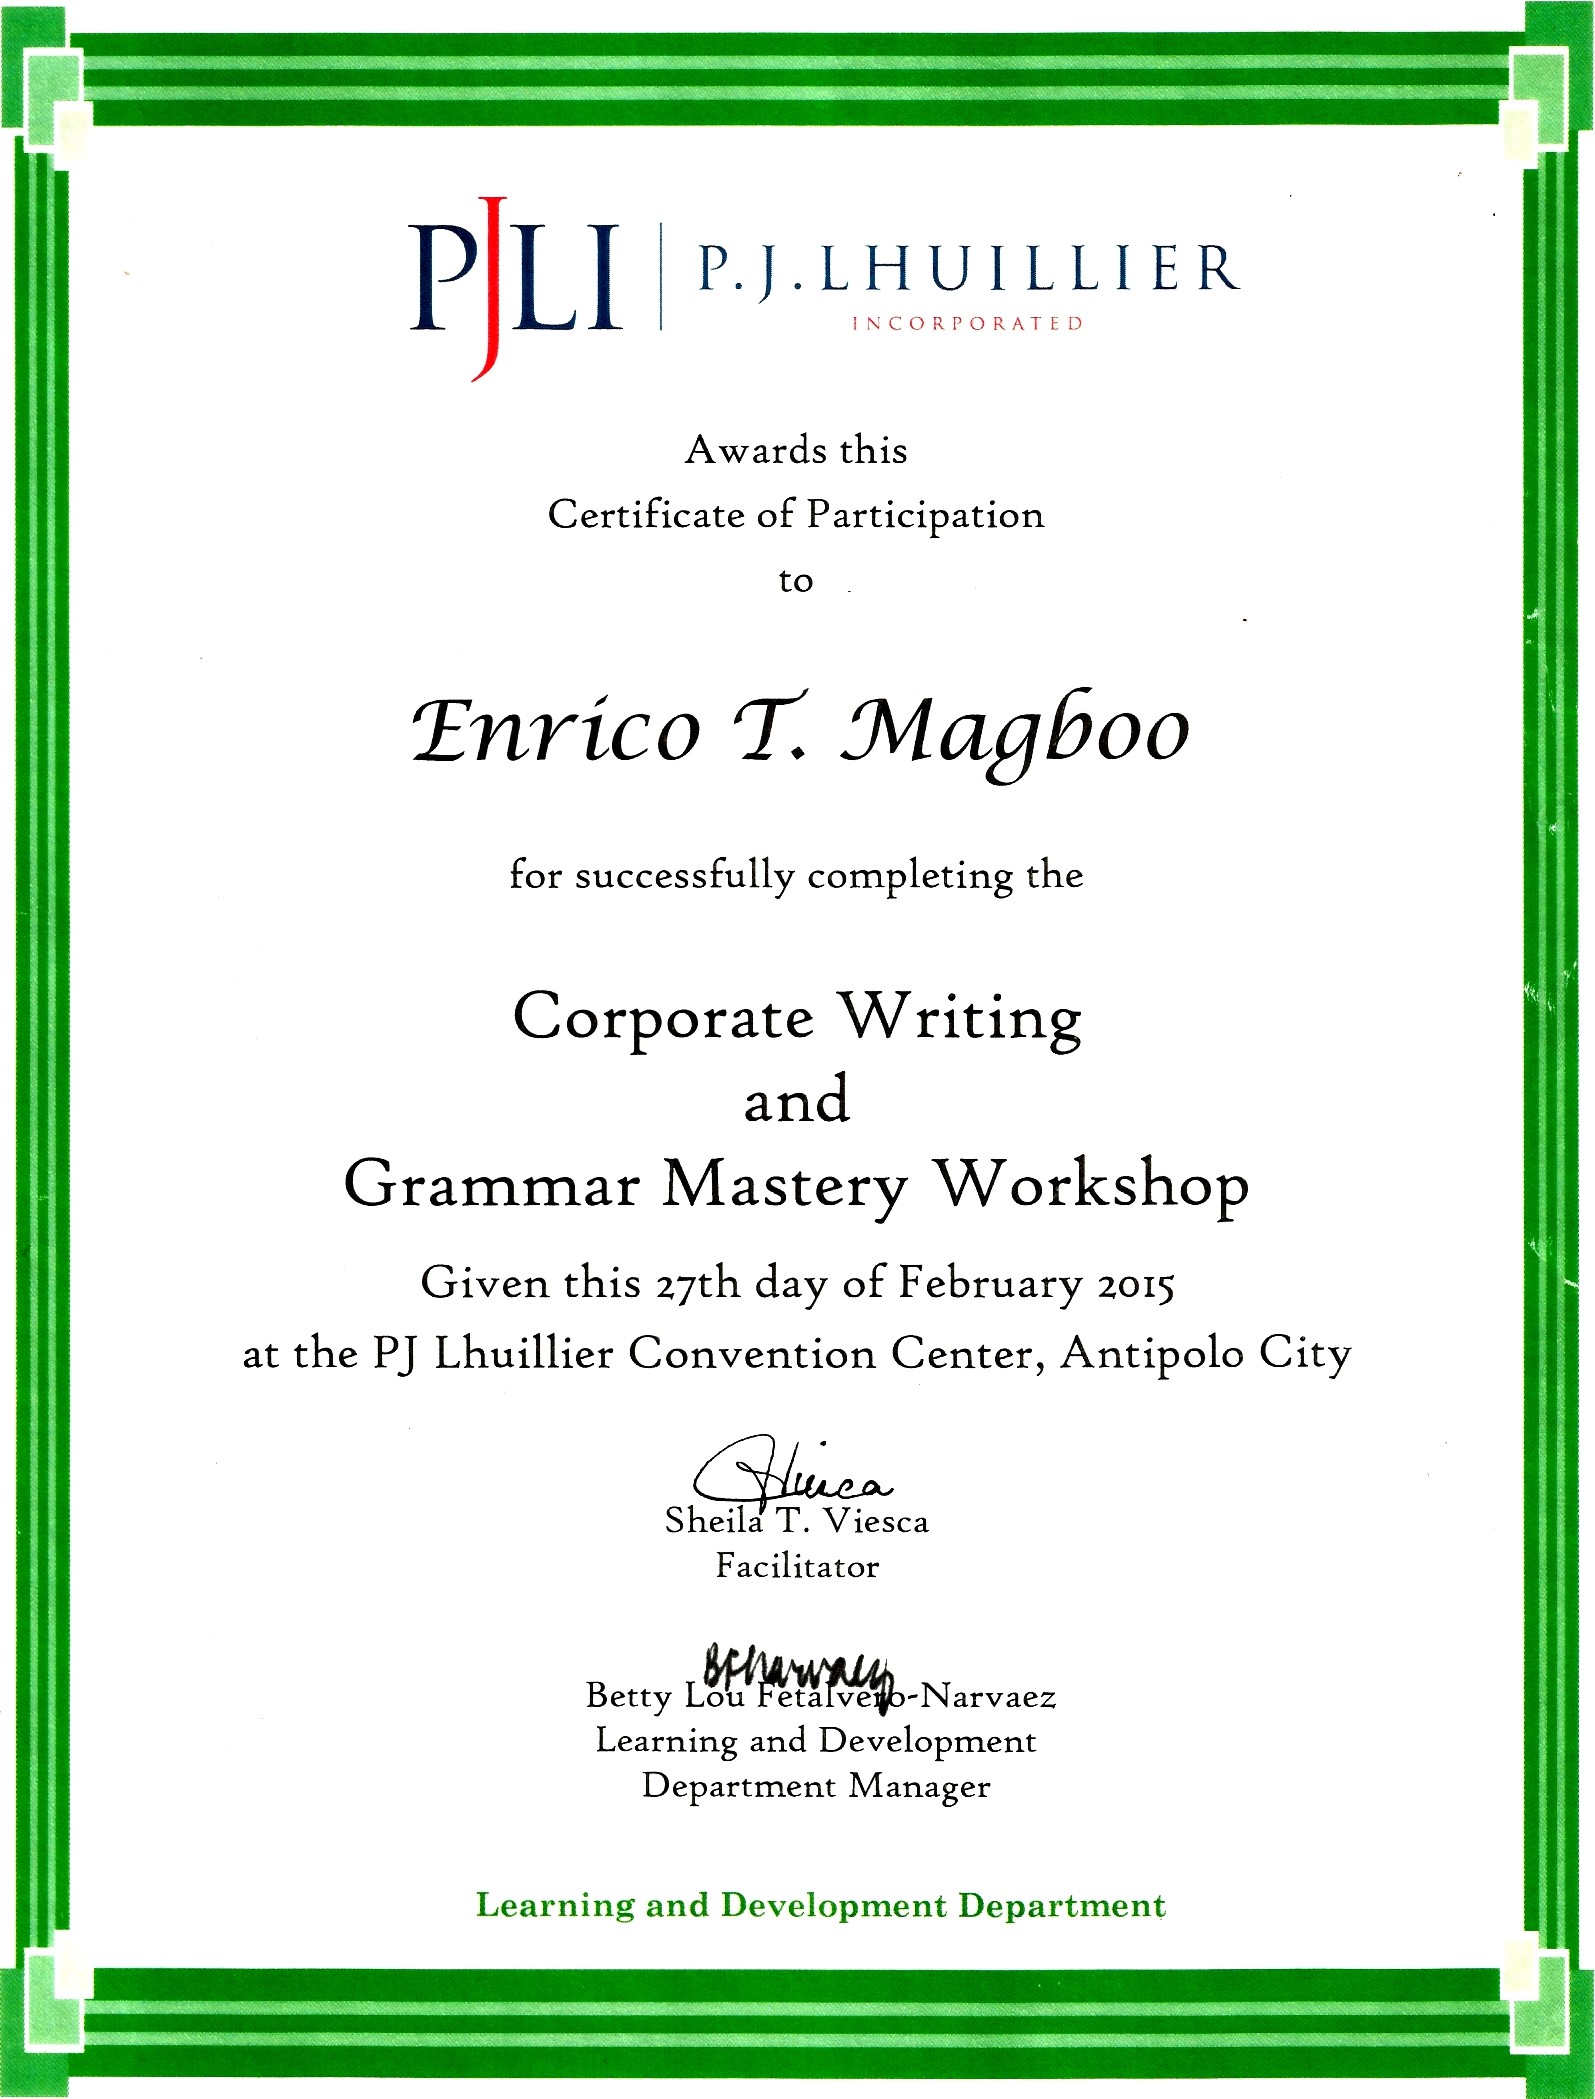 PJLI | P.J.LHUILLIER
INCORPORATED
Awards this
Certificate of Participation
to
Enrico T. Magboo
for successfully completing the
Corporate Writing
and
Grammar Mastery Workshop
Given this 27th day of February 2015
at the PJ Lhuillier Convention Center, Antipolo City
Sheila T. Viesca
Facilitator
Betty Lou Fetalvero-Narvaez
Learning and Development
Department Manager
Learning and Development Department